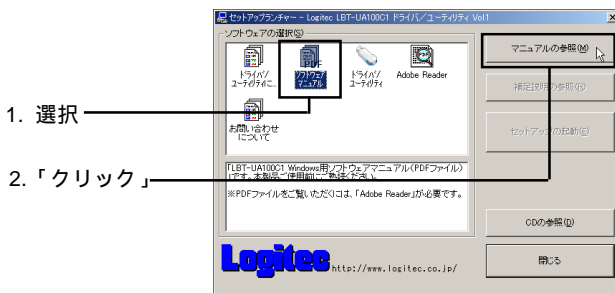 セットアップランチャー - Logitec LBT-UA100C1 ドライバ／ユーティリティ Vol1
ソフトウェアの選択(S)
ドライバ/
ユーティリティに...
ソフトウェア
マニュアル
ドライバ/
ユーティリティ
Adobe Reader
お問い合わせ
について
マニュアルの参照(M)
補足説明の参照(R)
セットアップの起動(E)
1. 選択
2.「クリック」
「LBT-UA100C1 Windows用ソフトウェアマニュアル(PDFファイル)
」です。本製品ご使用前にご熟読ください。
※PDFファイルをご覧いただくには、「Adobe Reader」が必要です。
CDの参照(D)
Logitec http://www.logitec.co.jp/
閉じる